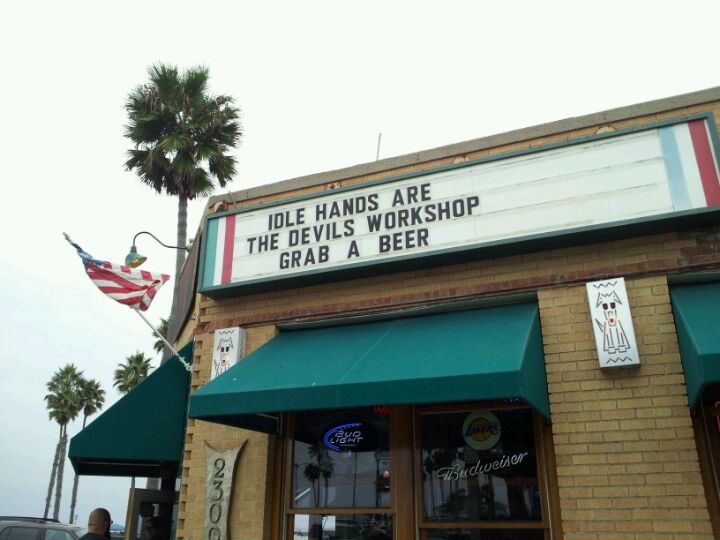 IDLE HANDS ARE
THE DEVILS WORKSHOP
GRAB A BEER
BUD
LIGHT
LAKERS
Budweiser
2300